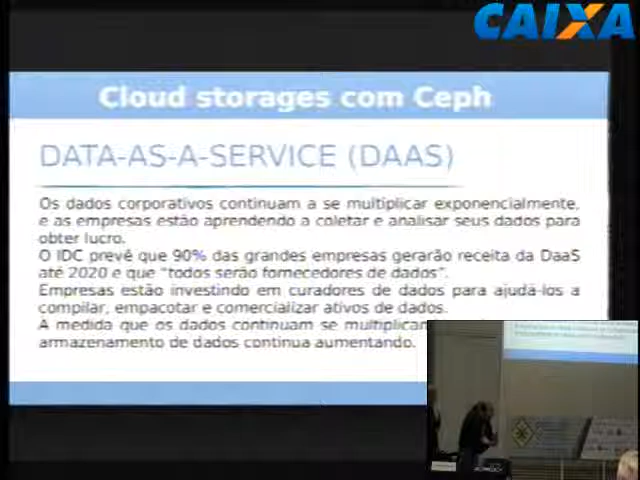 CAIXA
Cloud storages com Ceph
DATA-AS-A-SERVICE (DAAS)
Os dados corporativos continuam a se multiplicar exponencialmente,
e as empresas estão aprendendo a coletar e analisar seus dados para
obter lucro.
O IDC prevê que 90% das grandes empresas gerarão receita da DaaS
até 2020 e que "todos serão fornecedores de dados".
Empresas estão investindo em curadores de dados para ajudá-los a
compilar, empacotar e comercializar ativos de dados.
A medida que os dados continuam se multiplicar
armazenamento de dados continua aumentando.